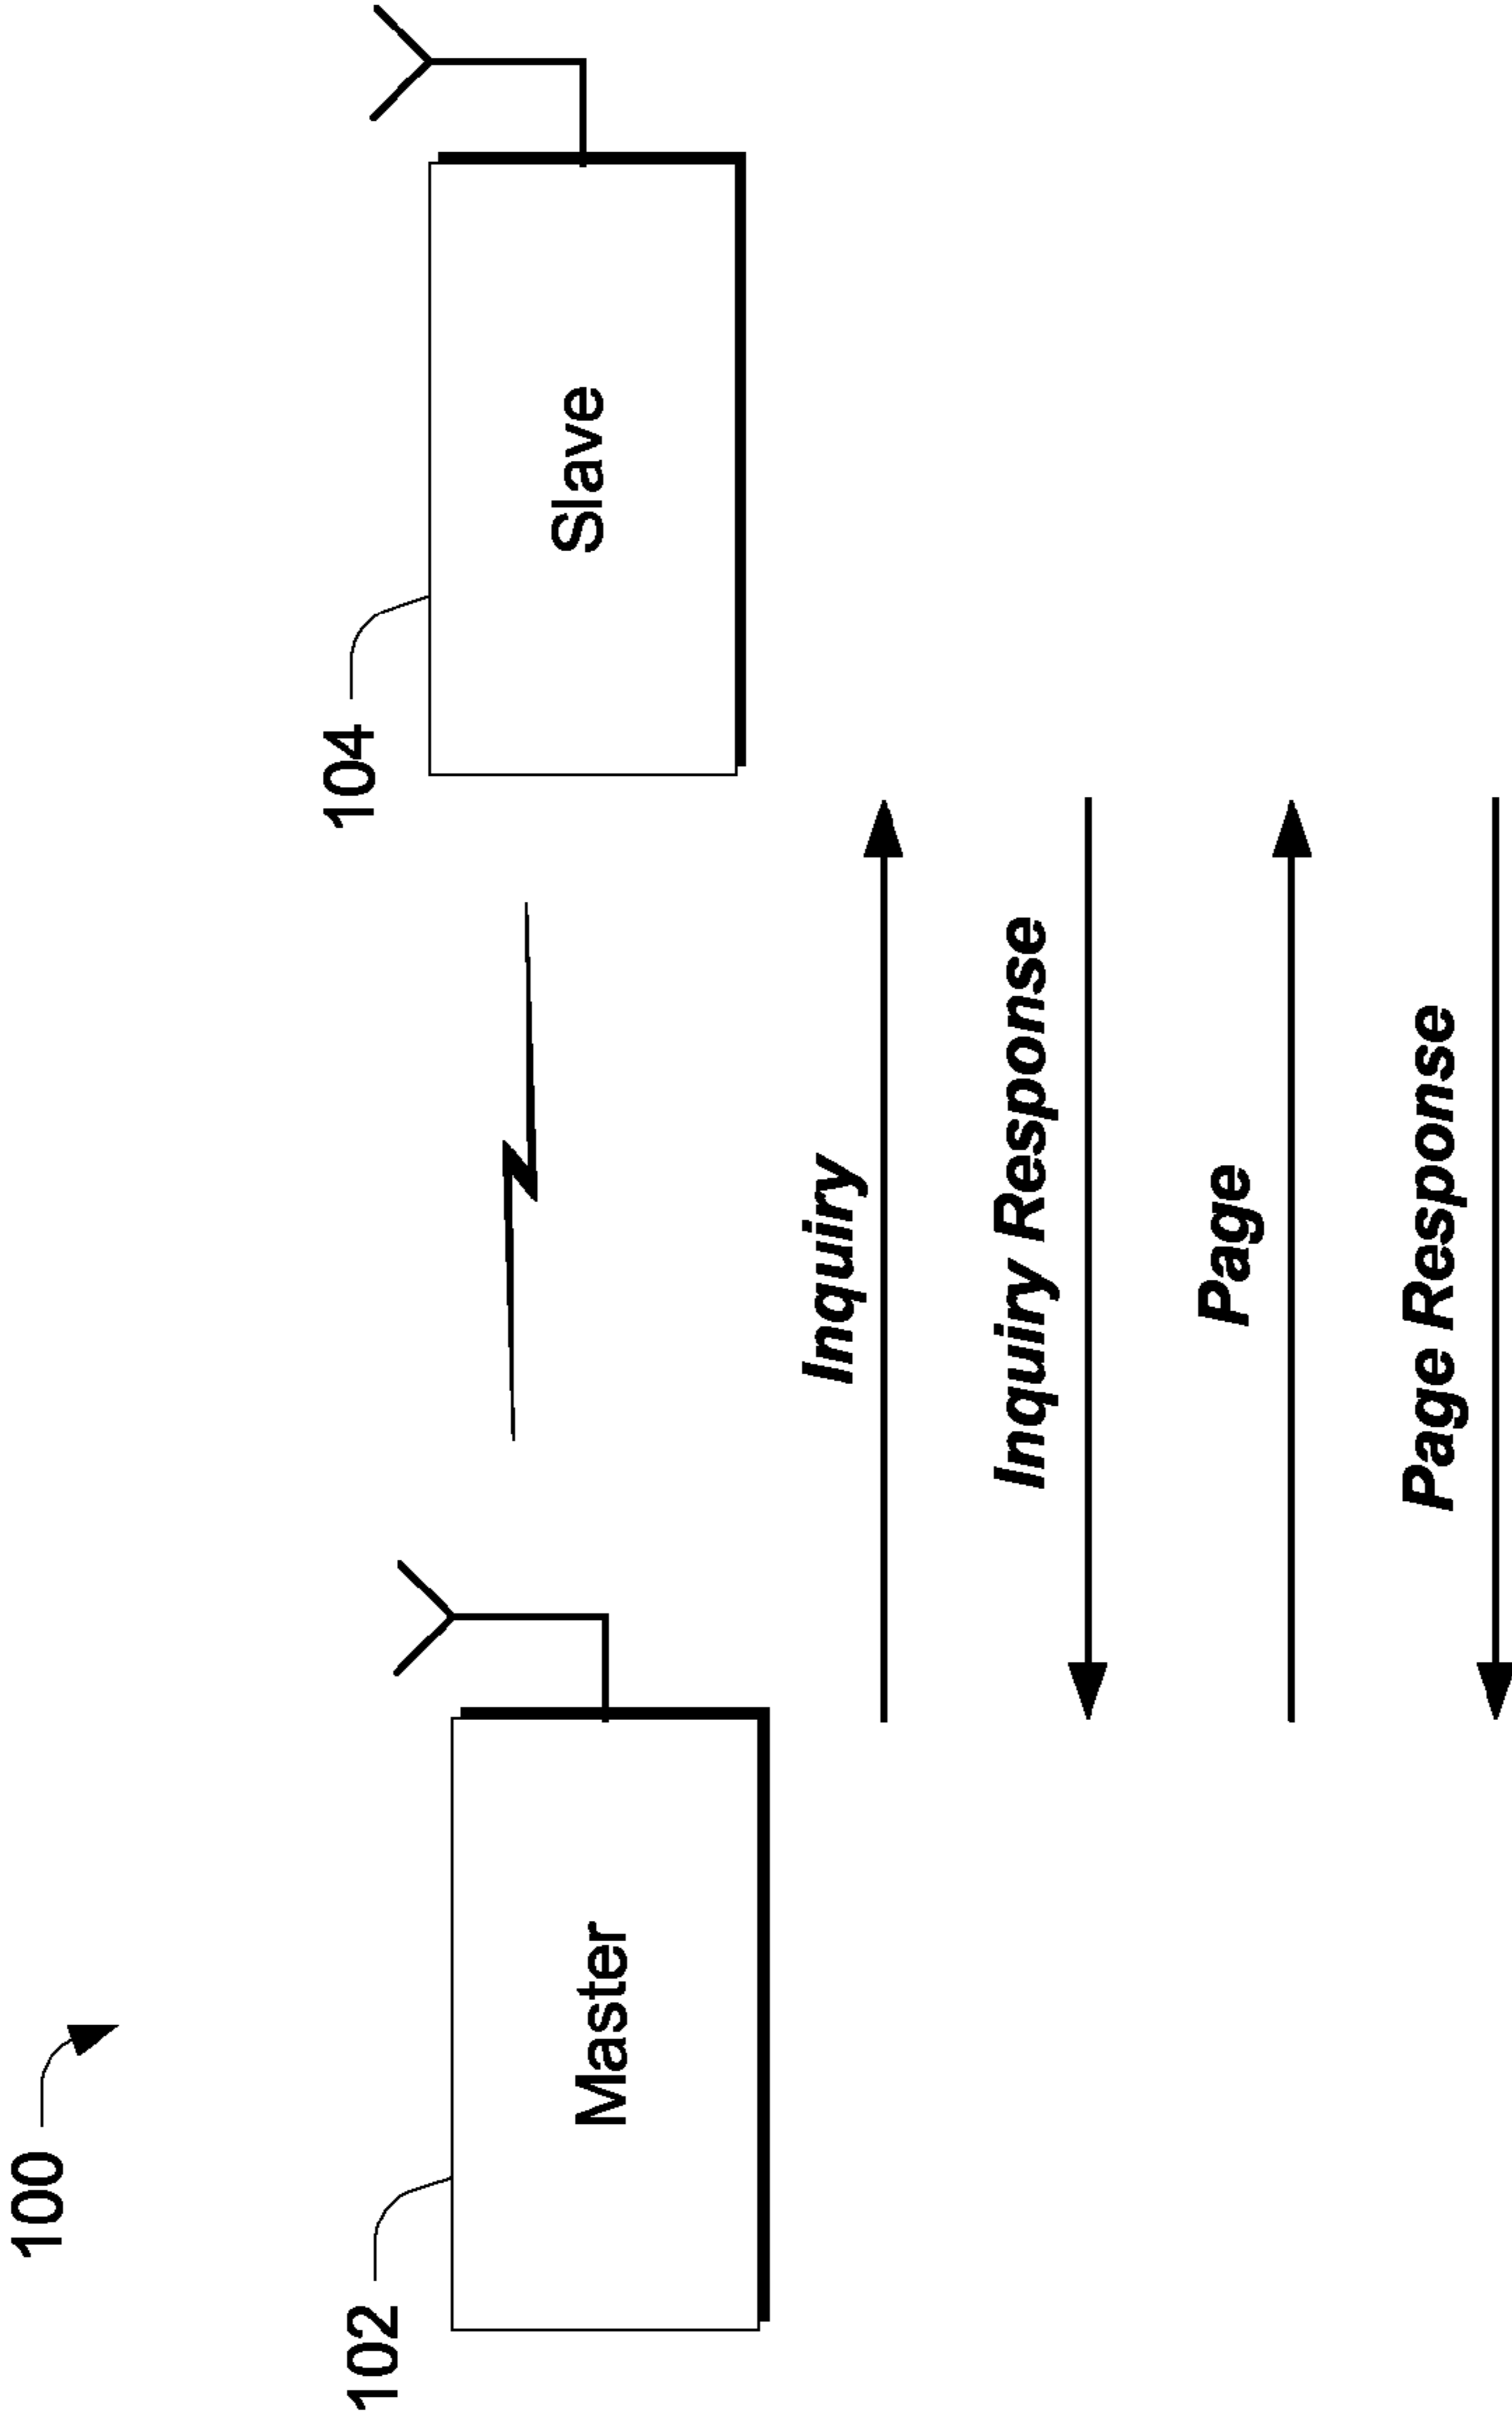 100
102
Master
104
Slave
Inquiry
Inquiry Response
Page
Page Response